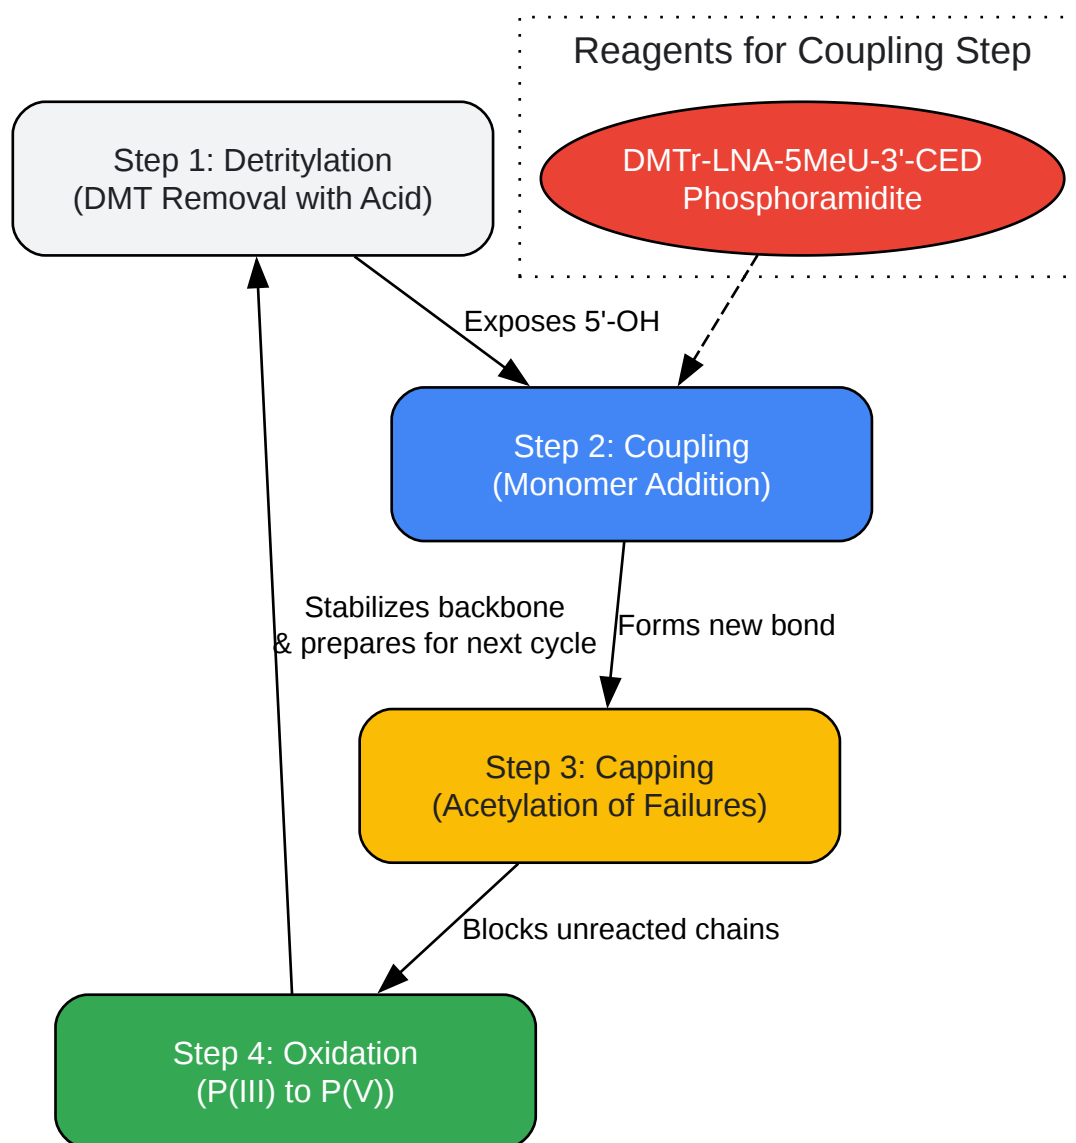 Reagents for Coupling Step
Step 1: Detritylation
(DMT Removal with Acid)
DMTr-LNA-5MeU-3'-CED
Phosphoramidite
Exposes 5'-OH
Step 2: Coupling
(Monomer Addition)
Stabilizes backbone
& prepares for next cycle
Forms new bond
Step 3: Capping
(Acetylation of Failures)
Blocks unreacted chains
Step 4: Oxidation
(P(III) to P(V))